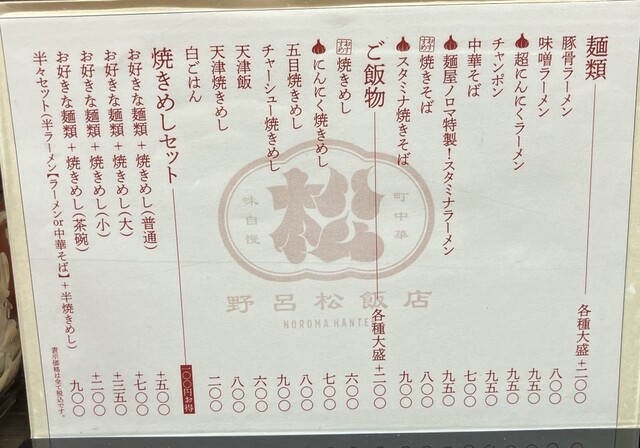 麺類 各種大盛+二〇〇
豚骨ラーメン 八〇〇
味噌ラーメン 九五〇
超にんにくラーメン 九五〇
チャンポン 九五〇
中華そば 七〇〇
麺屋ノロマ特製!スタミナラーメン 九五〇
焼きそば 八〇〇
スタミナ焼きそば 九〇〇
ご飯物 各種大盛+二〇〇
焼きめし 六〇〇
にんにく焼きめし 七〇〇
五目焼きめし 八〇〇
チャーシュー焼きめし 九〇〇
天津飯 六〇〇
天津焼きめし 八〇〇
白ごはん 二〇〇
焼きめしセット 一〇〇円お得
お好きな麺類+焼きめし(普通) +五〇〇
お好きな麺類+焼きめし(大) +七〇〇
お好きな麺類+焼きめし(小) +三五〇
お好きな麺類+焼きめし(茶碗) +二〇〇
半々セット(半ラーメン【ラーメンor中華そば】+半焼きめし) 九〇〇
表示価格は全て税込です。
町中華
松
味自慢
野呂松飯店
NOROMA HANTE